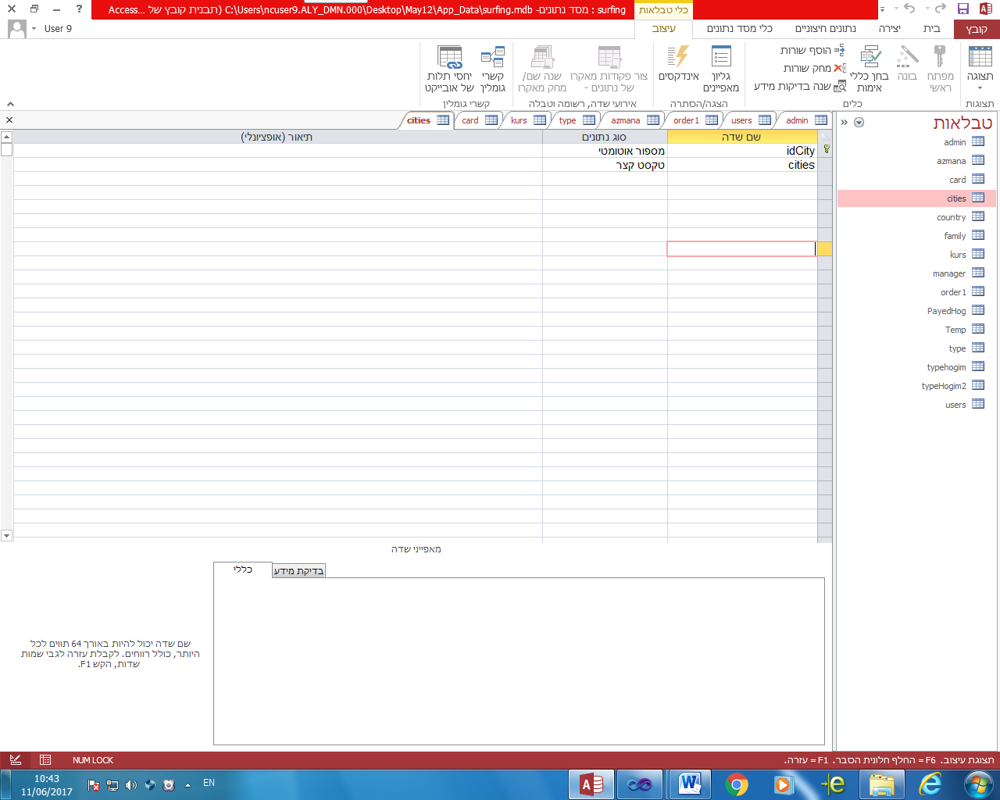 surfing : מסד נתונים- C:\Users\ncuser9.ALY_DMN.000\Desktop\May12\App_Data\surfing.mdb (תבנית קובץ של Access...
כלי טבלאות
User 9
קובץ
בית
יצירה
נתונים חיצוניים
כלי מסד נתונים
עיצוב
תצוגה
מפתח ראשי
בונה
בחן כללי אימות
הוסף שורות
מחק שורות
שנה בדיקות מידע
גליון מאפיינים
אינדקסים
צור פקודות מאקרו של נתונים
שנה שם/ מחק מאקרו
קשרי גומלין
יחסי תלות של אובייקט
תצוגות
כלים
הצגה/הסתרה
אירועי שדה, רשומה וטבלה
קשרי גומלין
טבלאות
admin
azmana
card
cities
country
family
kurs
manager
order1
PayedHog
Temp
type
typehogim
typeHogim2
users
admin
users
order1
azmana
type
kurs
card
cities
שם שדה
סוג נתונים
תיאור (אופציונלי)
idCity
מספור אוטומטי
cities
טקסט קצר
מאפייני שדה
כללי
בדיקת מידע
שם שדה יכול להיות באורך 64 תווים לכל
היותר, כולל רווחים. לקבלת עזרה לגבי שמות
שדות, הקש F1.
תצוגת עיצוב. F6 = החלף חלונית הסבר. F1 = עזרה.
NUM LOCK
10:43
11/06/2017
EN